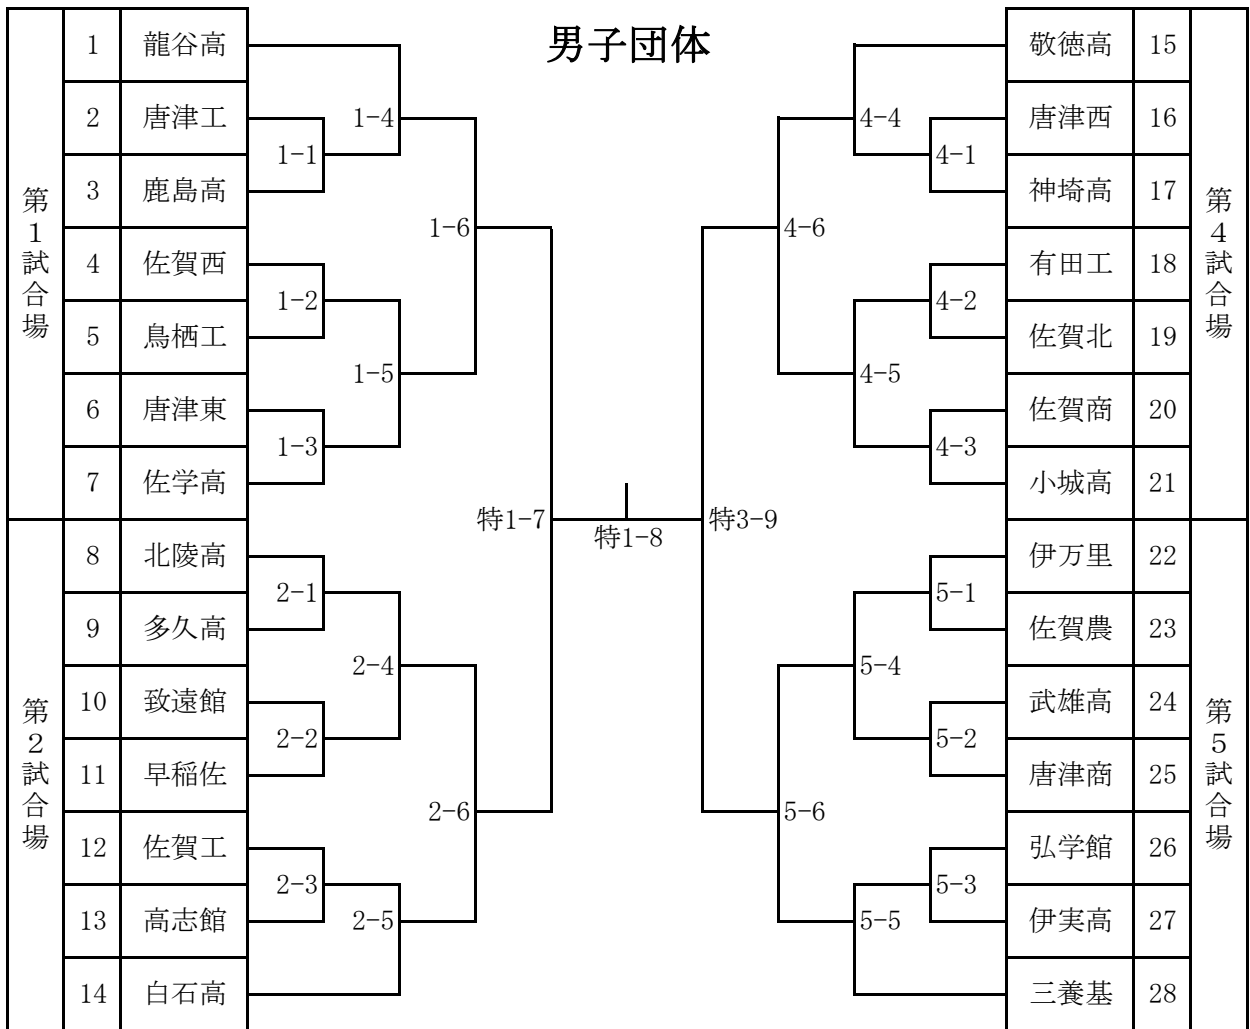 男子団体
第1試合場
1 龍谷高
2 唐津工
3 鹿島高
4 佐賀西
5 鳥栖工
6 唐津東
7 佐学高
第2試合場
8 北陵高
9 多久高
10 致遠館
11 早稲佐
12 佐賀工
13 高志館
14 白石高
1-1
1-2
1-3
1-4
1-5
1-6
2-1
2-2
2-3
2-4
2-5
2-6
特1-7
特1-8
特3-9
4-4
4-1
4-6
4-2
4-5
4-3
5-1
5-4
5-2
5-6
5-3
5-5
第4試合場
敬徳高 15
唐津西 16
神埼高 17
有田工 18
佐賀北 19
佐賀商 20
小城高 21
第5試合場
伊万里 22
佐賀農 23
武雄高 24
唐津商 25
弘学館 26
伊実高 27
三養基 28